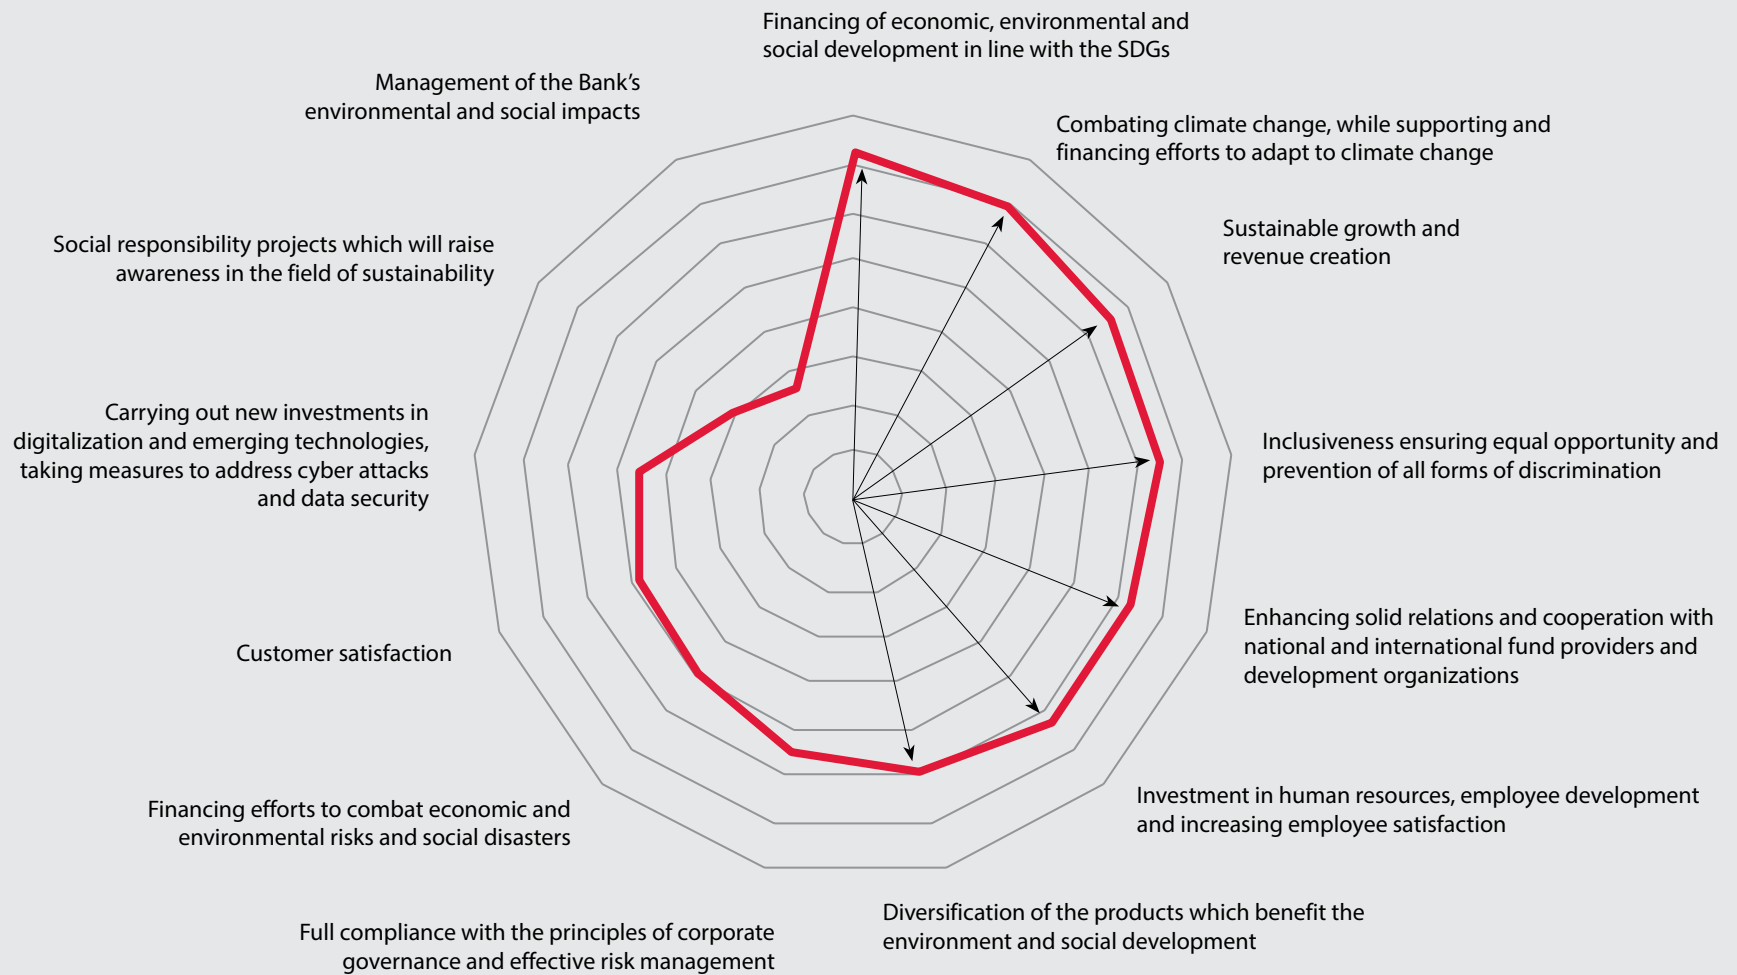 Financing of economic, environmental and
social development in line with the SDGs
Combating climate change, while supporting and
financing efforts to adapt to climate change
Sustainable growth and
revenue creation
Inclusiveness ensuring equal opportunity and
prevention of all forms of discrimination
Enhancing solid relations and cooperation with
national and international fund providers and
development organizations
Investment in human resources, employee development
and increasing employee satisfaction
Diversification of the products which benefit the
environment and social development
Full compliance with the principles of corporate
governance and effective risk management
Financing efforts to combat economic and
environmental risks and social disasters
Customer satisfaction
Carrying out new investments in
digitalization and emerging technologies,
taking measures to address cyber attacks
and data security
Social responsibility projects which will raise
awareness in the field of sustainability
Management of the Bank’s
environmental and social impacts